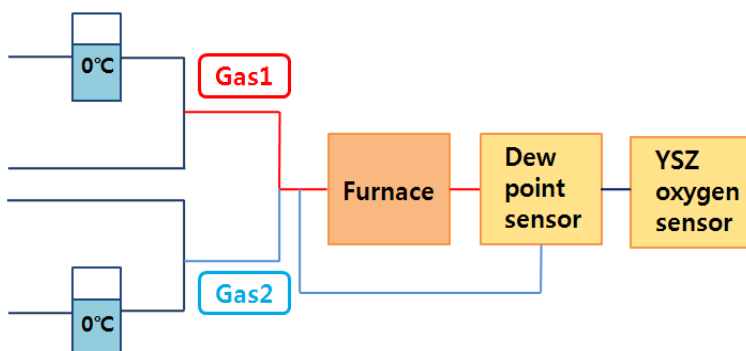 0℃
Gas1
Furnace
Dew
point
sensor
YSZ
oxygen
sensor
Gas2
0℃